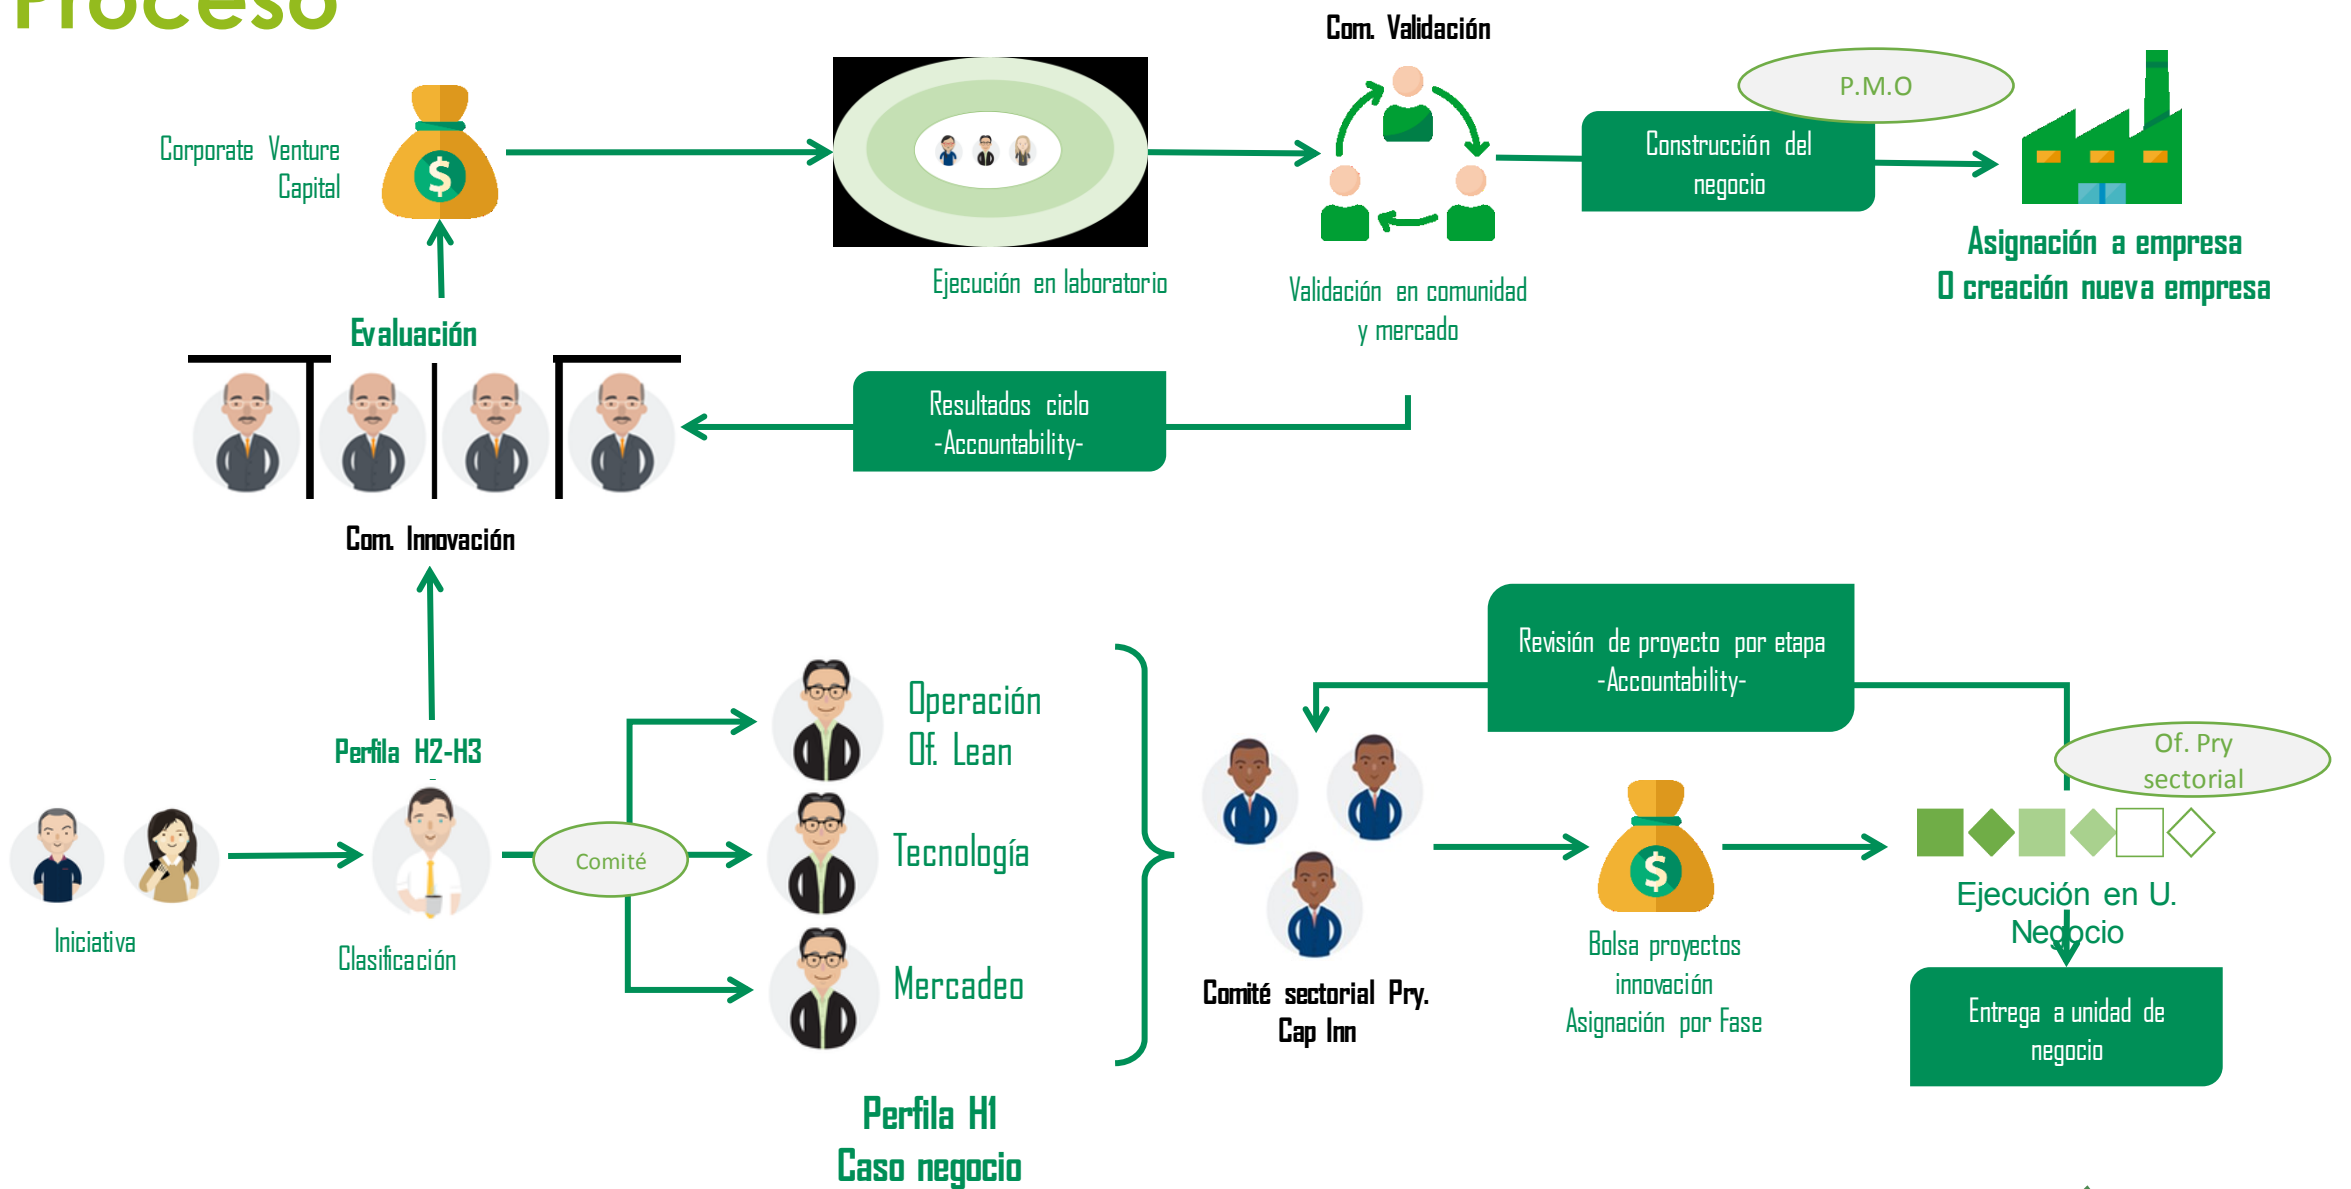 Proceso
Com. Validación
P.M.O
Corporate Venture
Capital
$
Construcción del
negocio
Ejecución en laboratorio
Validación en comunidad
y mercado
Asignación a empresa
O creación nueva empresa
Evaluación
Resultados ciclo
-Accountability-
Com. Innovación
Revisión de proyecto por etapa
-Accountability-
Perfila H2-H3
Operación
Of. Lean
Of. Pry
sectorial
Comité
Tecnología
$
Iniciativa
Clasificación
Mercadeo
Comité sectorial Pry.
Cap Inn
Bolsa proyectos
innovación
Asignación por Fase
Ejecución en U.
Negocio
Entrega a unidad de
negocio
Perfila H1
Caso negocio